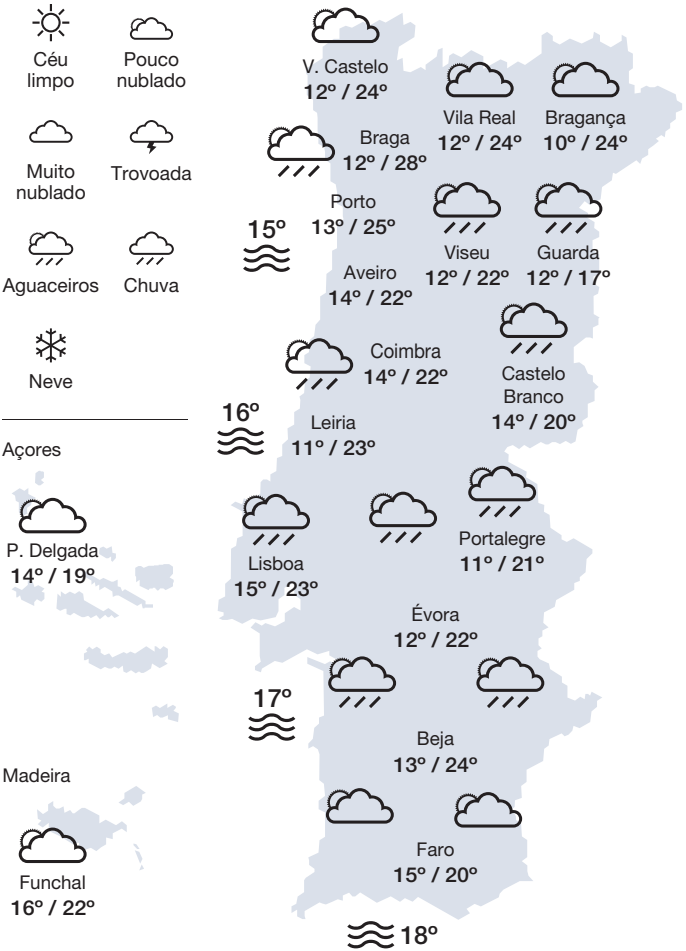 Céu
limpo
Pouco
nublado
Muito
nublado
Trovoada
Aguaceiros
Chuva
Neve
Açores
P. Delgada
14º / 19º
Madeira
Funchal
16º / 22º
V. Castelo
12º / 24º
Vila Real
12º / 24º
Bragança
10º / 24º
Braga
12º / 28º
Porto
13º / 25º
15º
Viseu
12º / 22º
Guarda
12º / 17º
Aveiro
14º / 22º
Coimbra
14º / 22º
Castelo
Branco
14º / 20º
16º
Leiria
11º / 23º
Lisboa
15º / 23º
Portalegre
11º / 21º
Évora
12º / 22º
17º
Beja
13º / 24º
Faro
15º / 20º
18º